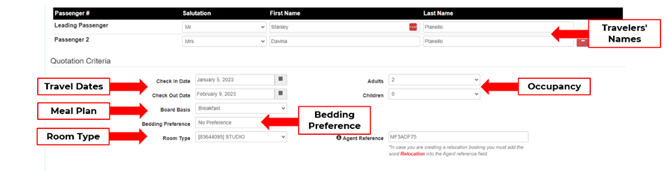 Passenger # Salutation First Name Last Name
Leading Passenger Mr. Stanley Planello
Passenger 2 Mrs Davina Planello
Travelers' Names
Quotation Criteria
Travel Dates
Check In Date January 5, 2023 Adults 2
Occupancy
Check Out Date February 9, 2023 Children 0
Meal Plan
Board Basis Breakfast
Bedding Preference
Bedding Preference No Preference
Room Type
Room Type [83644095] STUDIO Agent Reference NF3AOF75
*In case you are creating a relocation booking you must add the
word Relocation into the Agent reference field.